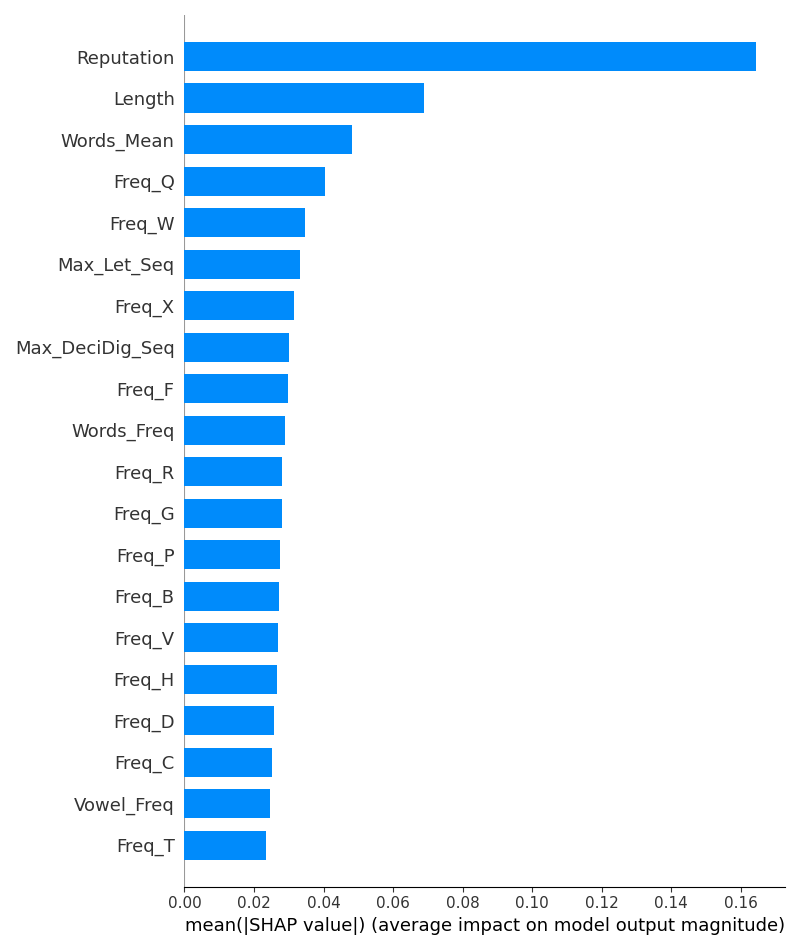 Reputation
Length
Words_Mean
Freq_Q
Freq_W
Max_Let_Seq
Freq_X
Max_DeciDig_Seq
Freq_F
Words_Freq
Freq_R
Freq_G
Freq_P
Freq_B
Freq_V
Freq_H
Freq_D
Freq_C
Vowel_Freq
Freq_T
0.00 0.02 0.04 0.06 0.08 0.10 0.12 0.14 0.16
mean(|SHAP value|) (average impact on model output magnitude)